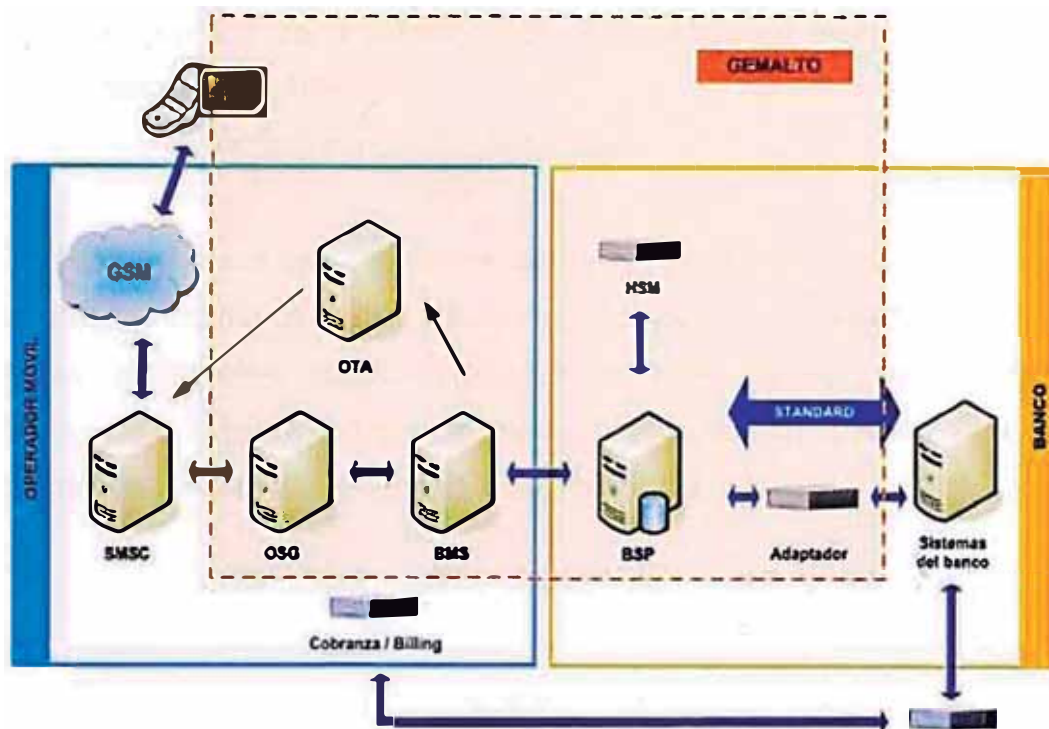 GEMALTO
GSM
OTA
HSM
OPERADOR MOVIL
STANDARD
BANCO
SMSC
OSG
BMS
BSP
Adaptador
Sistemas
del banco
Cobranza / Billing